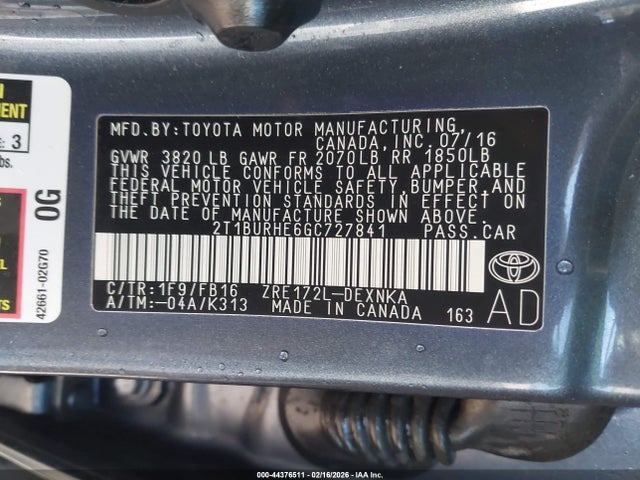 MFD. BY: TOYOTA MOTOR MANUFACTURING,
CANADA, INC. 07/16
GVWR 3820 LB GAWR FR 2070LB RR 1850LB
THIS VEHICLE CONFORMS TO ALL APPLICABLE
FEDERAL MOTOR VEHICLE SAFETY, BUMPER, AND
THEFT PREVENTION STANDARDS IN EFFECT ON
THE DATE OF MANUFACTURE SHOWN ABOVE.
2T1BURHE6GC727841 PASS. CAR
C/TR: 1F9/FB16 ZRE172L-DEXNKA
A/TM: -04A/K313 MADE IN CANADA 163
AD
3
lbs.
OG
42661-02G70
000-44376511 - 02/16/2026 - IAA Inc.